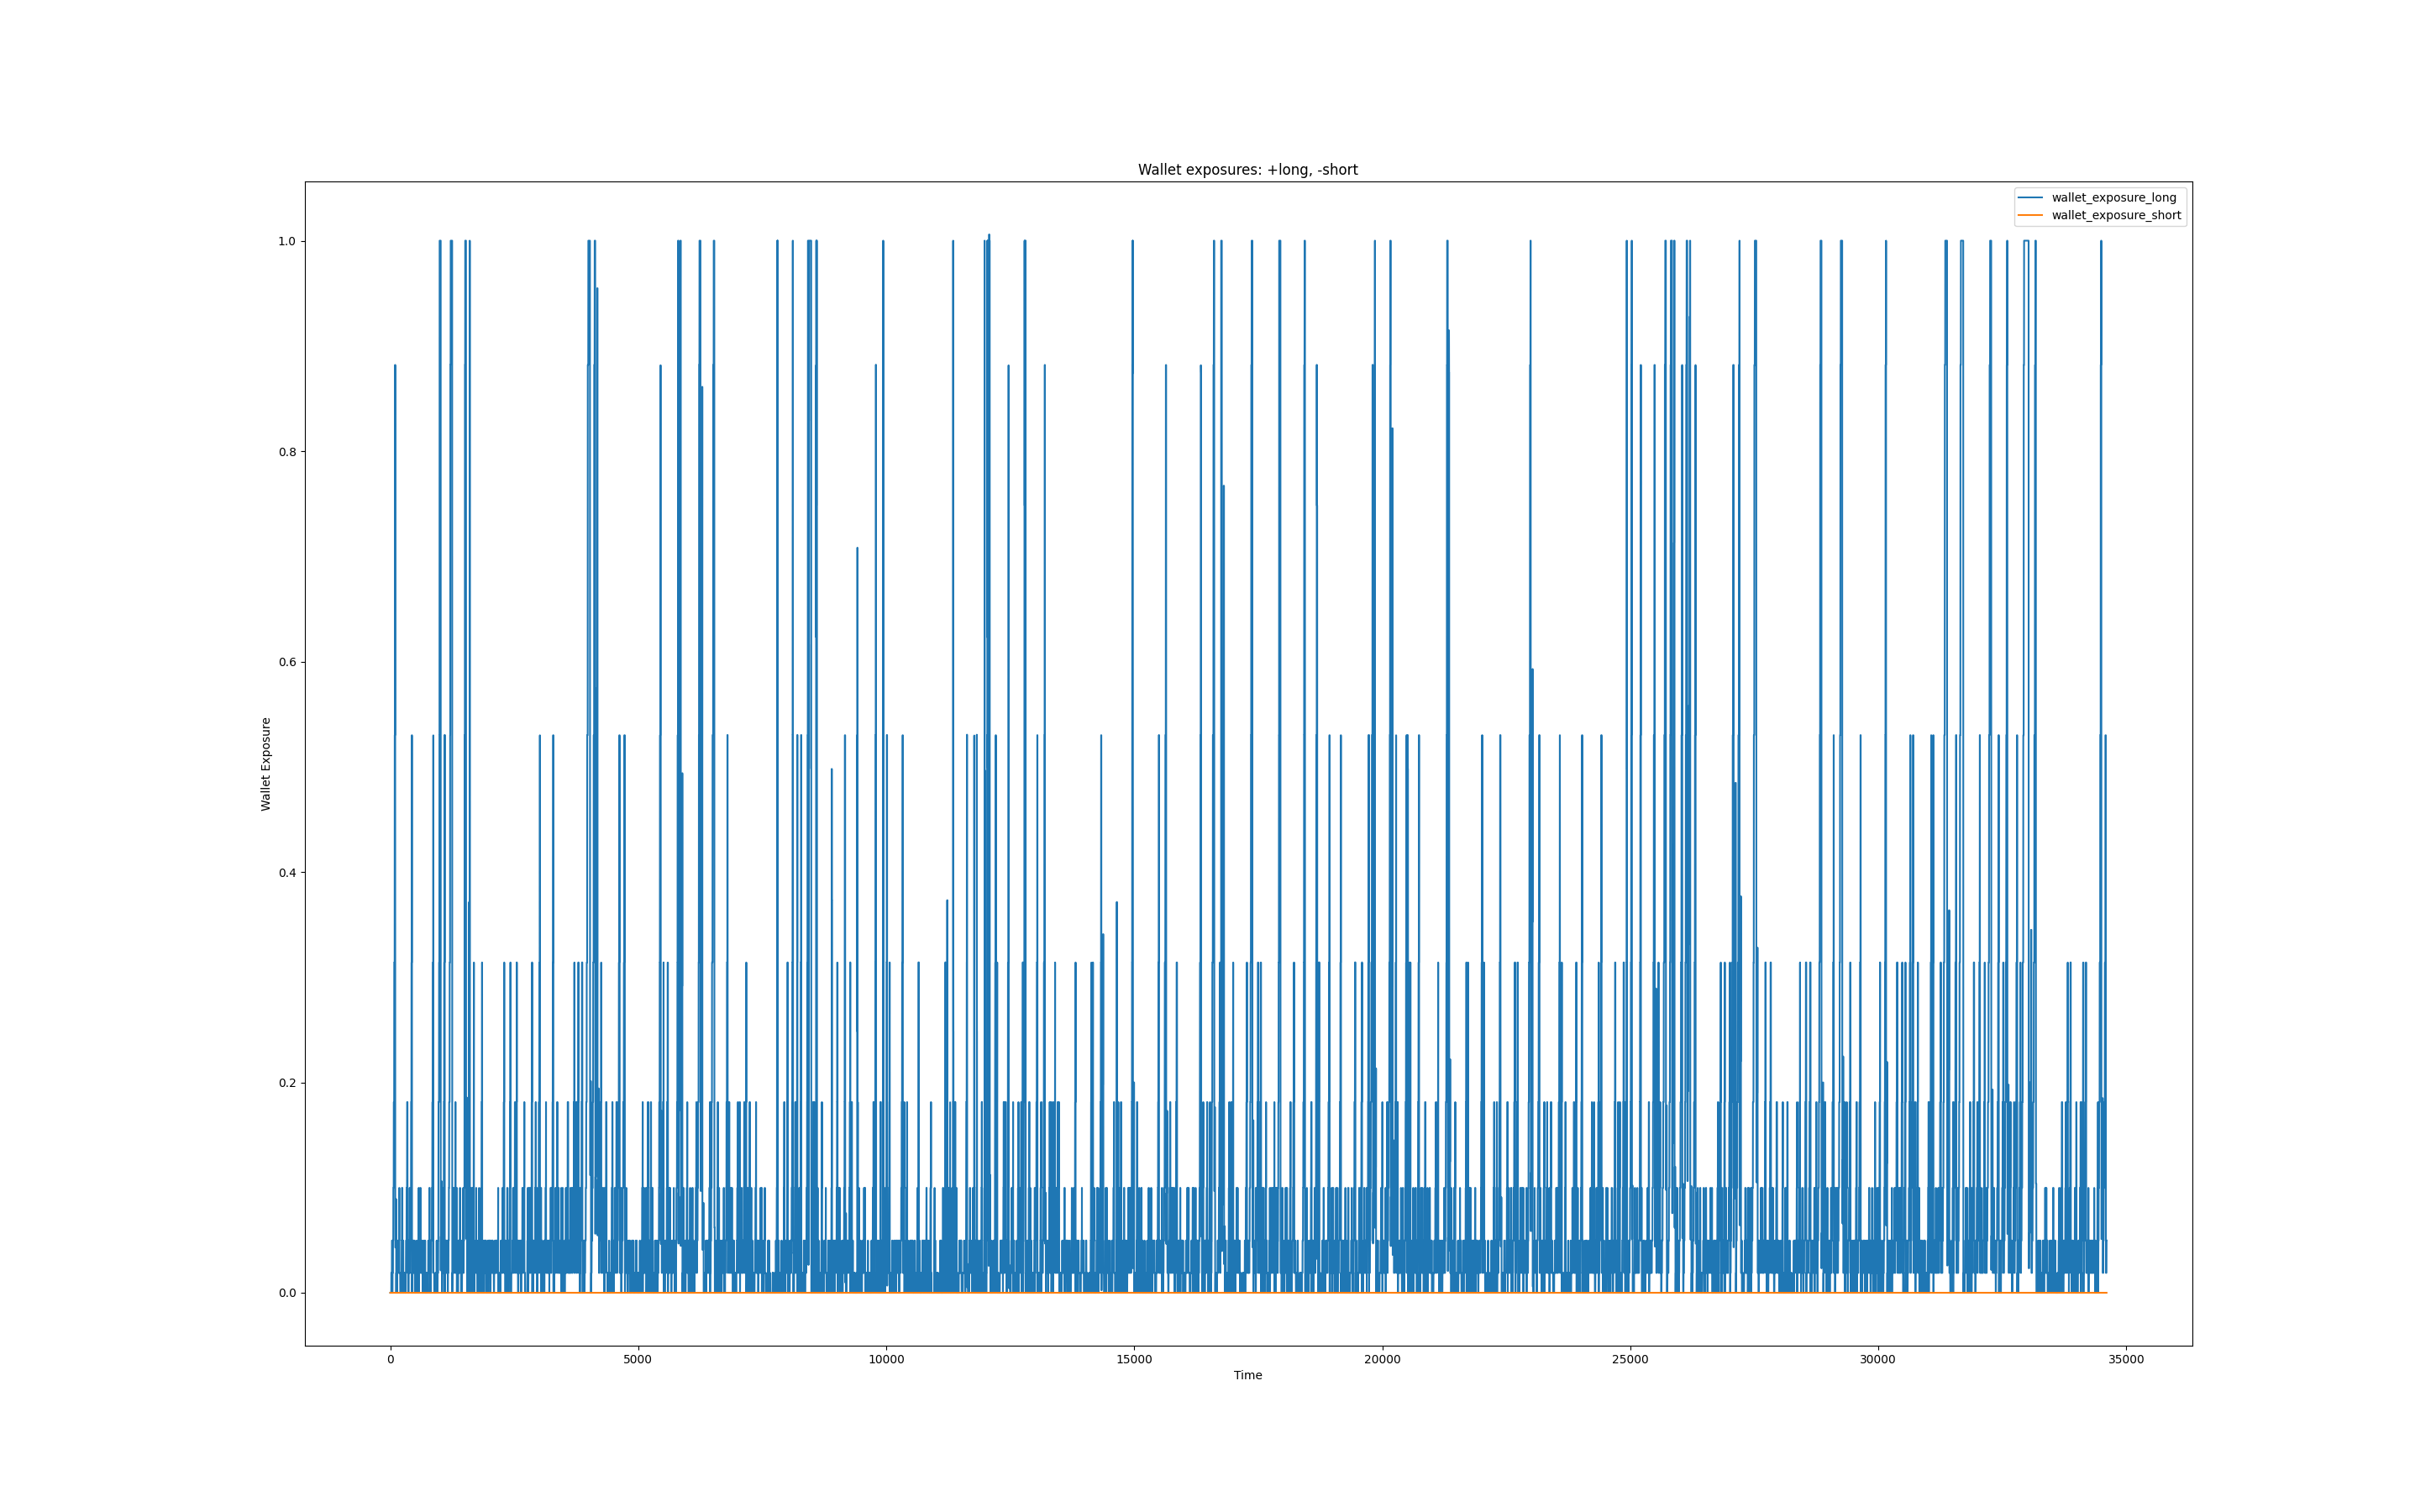 Wallet exposures: +long, -short
wallet_exposure_long
wallet_exposure_short
1.0
0.8
0.6
0.4
0.2
0.0
Wallet Exposure
0 5000 10000 15000 20000 25000 30000 35000
Time